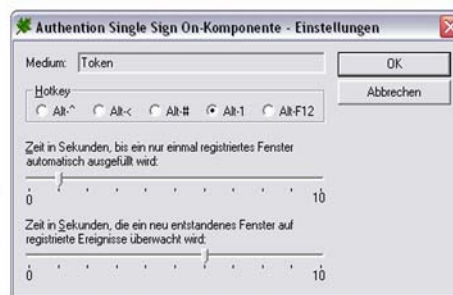 Authention Single Sign On-Komponente - Einstellungen
Medium: Token
OK
Abbrechen
Hotkey
Alt-^ Alt-< Alt-# Alt-1 Alt-F12
Zeit in Sekunden, bis ein nur einmal registriertes Fenster
automatisch ausgefüllt wird:
0 10
Zeit in Sekunden, die ein neu entstandenes Fenster auf
registrierte Ereignisse überwacht wird:
0 10